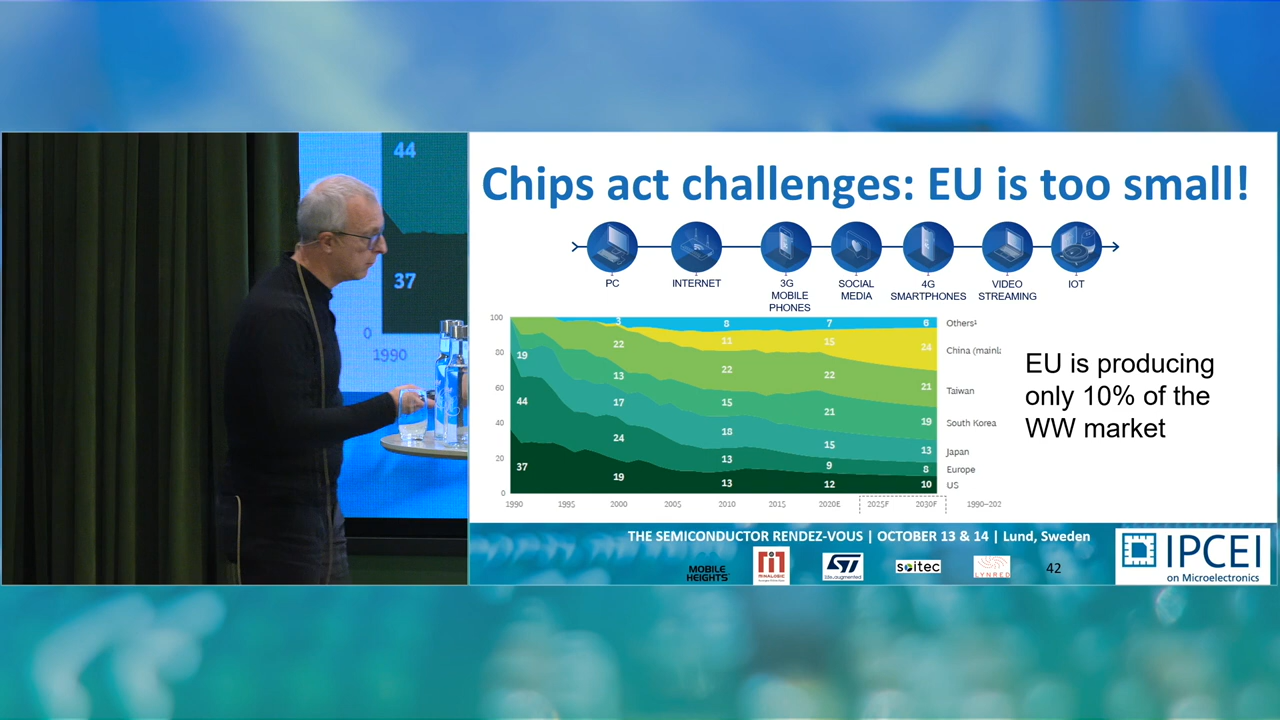 44
37
0
1990
Chips act challenges: EU is too small!
PC
INTERNET
3G
MOBILE
PHONES
SOCIAL
MEDIA
4G
SMARTPHONES
VIDEO
STREAMING
IOT
100
80
60
40
20
0
19
44
37
3
22
13
17
24
19
8
11
22
15
18
13
13
7
15
22
21
15
9
12
6
24
21
19
13
8
10
Others¹
China (mainl
Taiwan
South Korea
Japan
Europe
US
1990
1995
2000
2005
2010
2015
2020E
2025F
2030F
1990–202
EU is producing
only 10% of the
WW market
THE SEMICONDUCTOR RENDEZ-VOUS | OCTOBER 13 & 14 | Lund, Sweden
MOBILE
HEIGHTS
MINALOGIC
ST
life.augmented
soitec
LYNRED
42
IPCEI
on Microelectronics